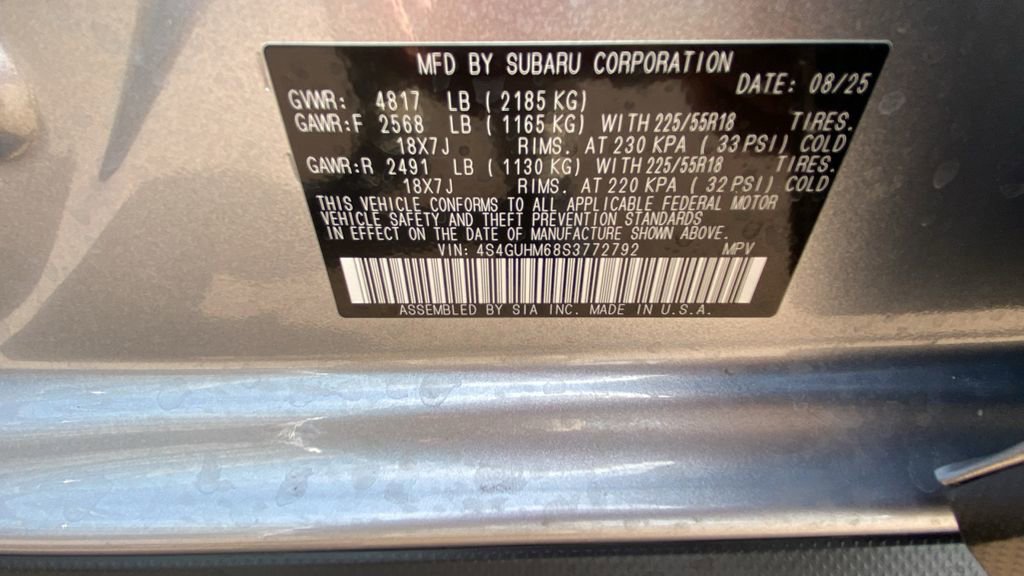 MFD BY SUBARU CORPORATION
DATE: 08/25
GVWR: 4817 LB ( 2185 KG)
GAWR:F 2568 LB ( 1165 KG) WITH 225/55R18 TIRES.
18X7J RIMS. AT 230 KPA ( 33 PSI) COLD
GAWR:R 2491 LB ( 1130 KG) WITH 225/55R18 TIRES.
18X7J RIMS. AT 220 KPA ( 32 PSI) COLD
THIS VEHICLE CONFORMS TO ALL APPLICABLE FEDERAL MOTOR
VEHICLE SAFETY AND THEFT PREVENTION STANDARDS
IN EFFECT ON THE DATE OF MANUFACTURE SHOWN ABOVE.
VIN: 4S4GUHM68S3772792 MPV
ASSEMBLED BY SIA INC. MADE IN U.S.A.